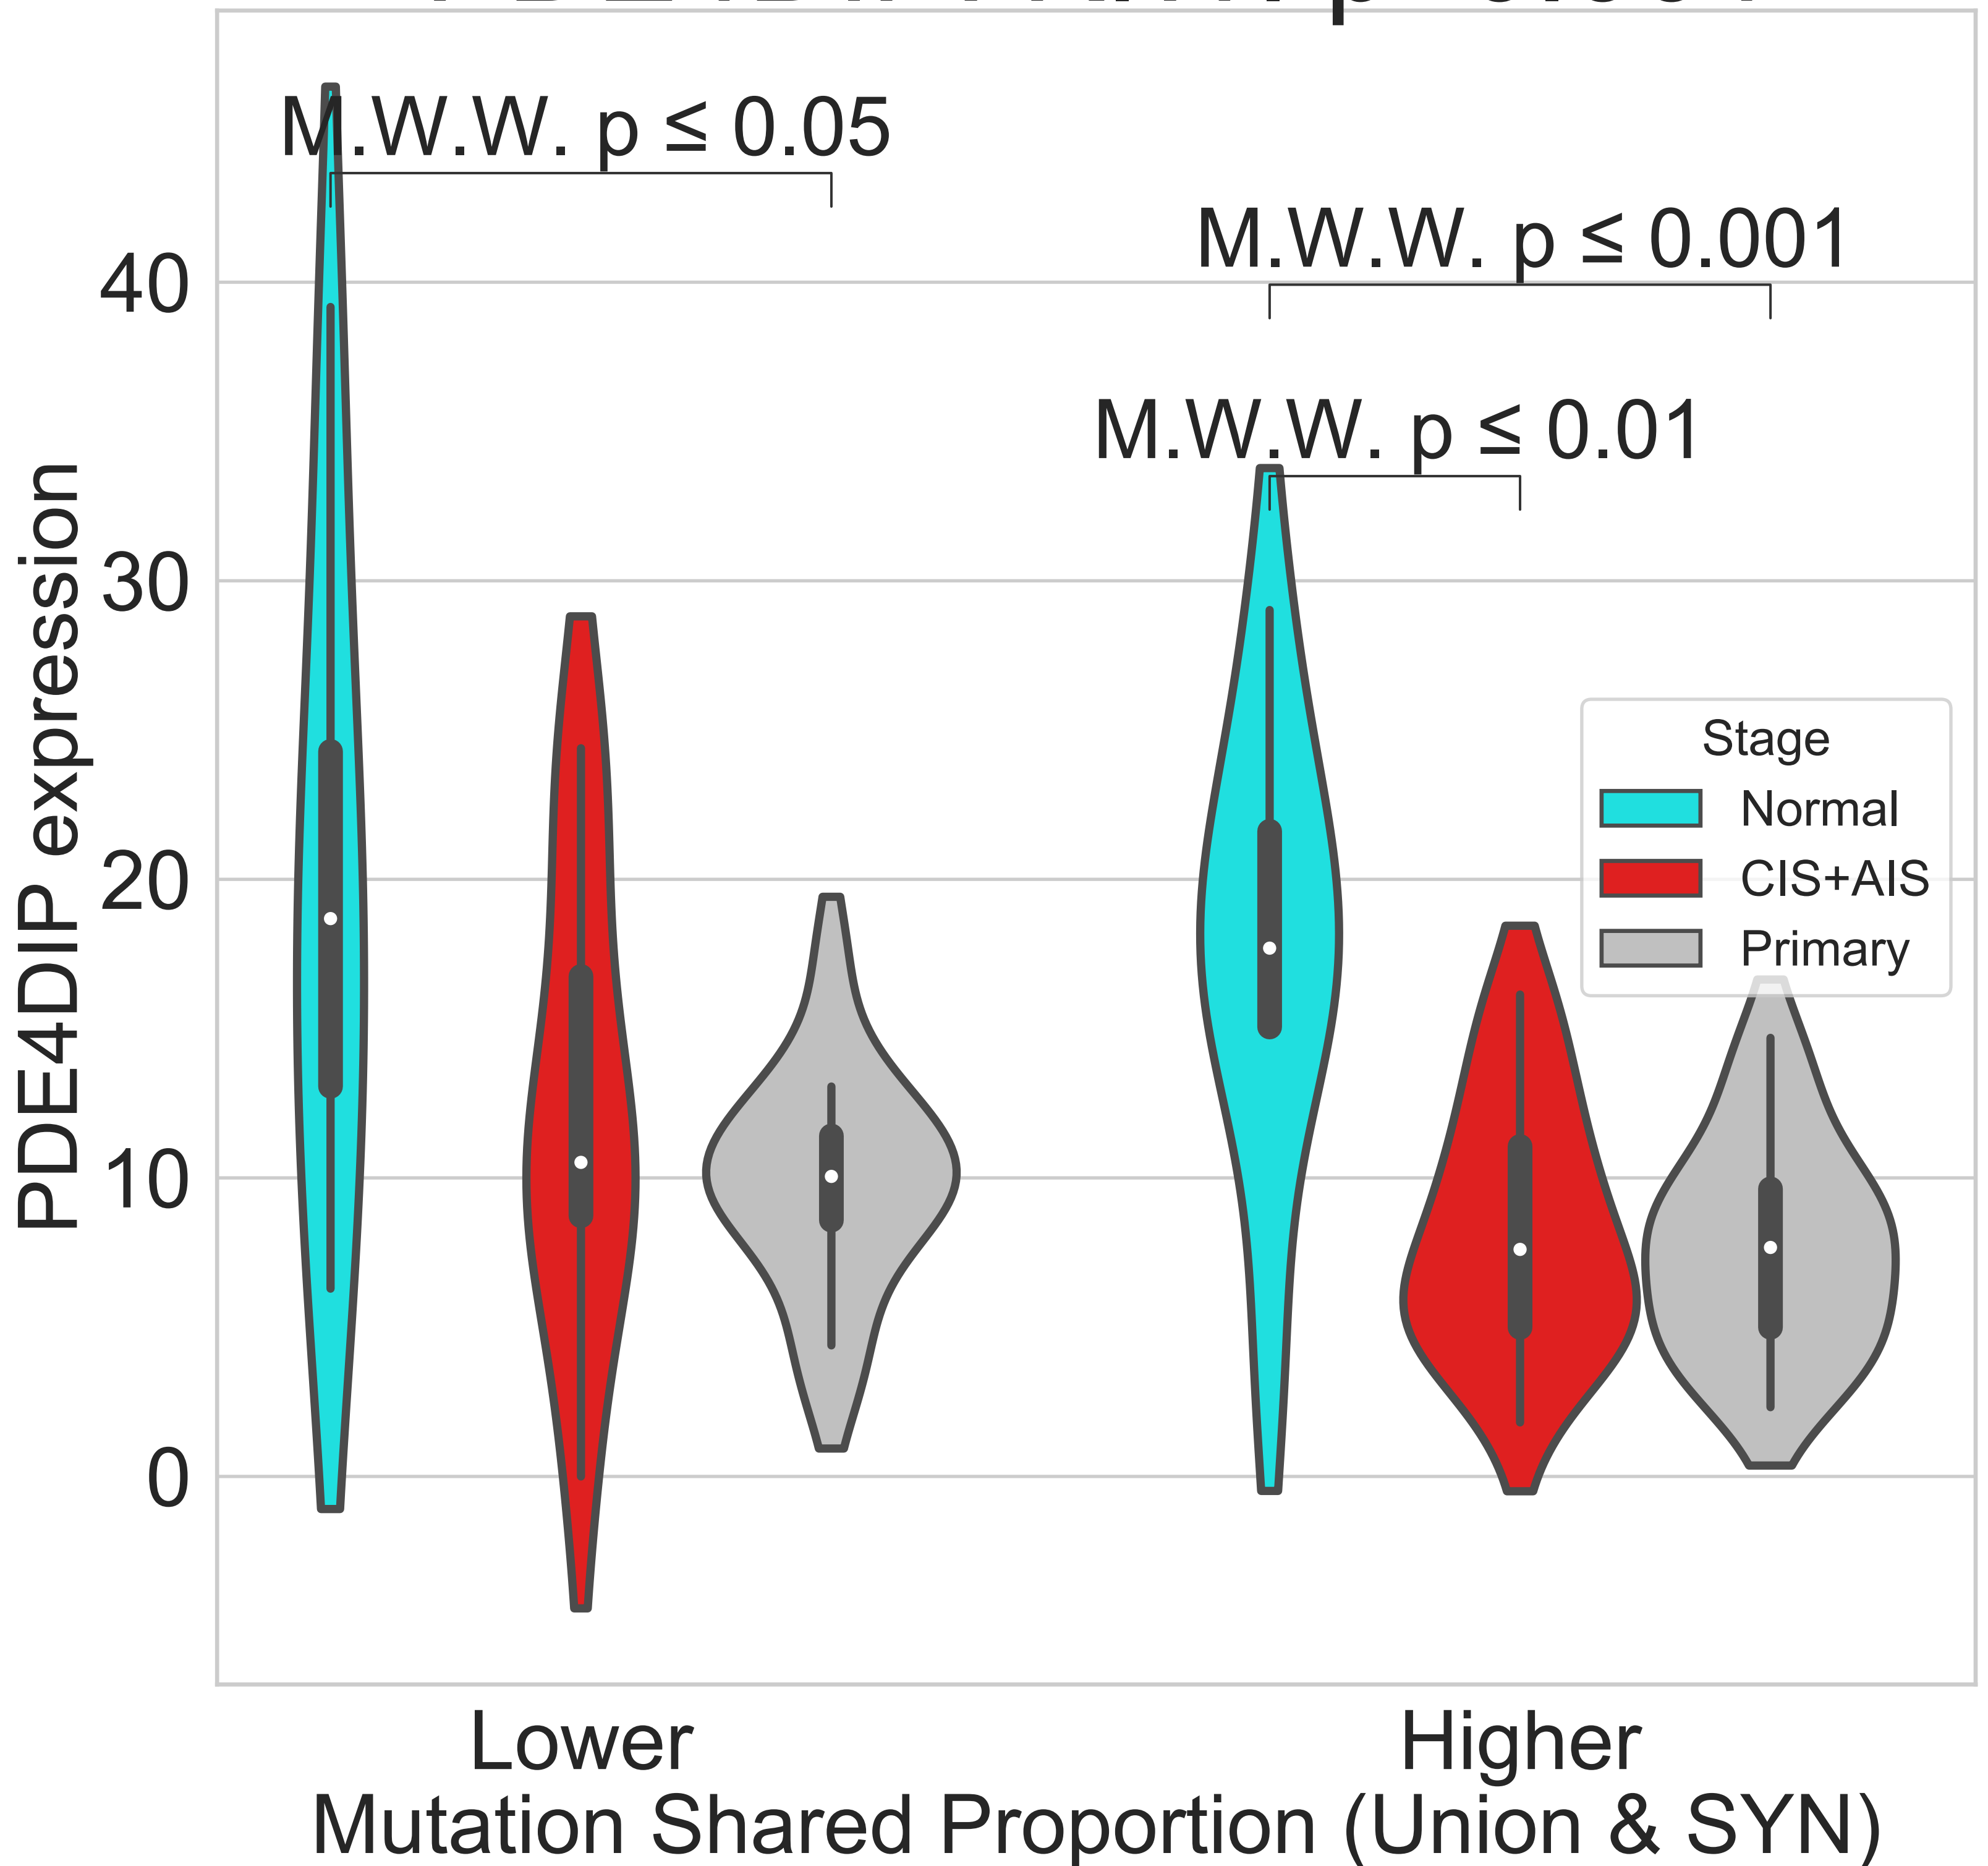 M.W.W. p ≤ 0.05
M.W.W. p ≤ 0.001
M.W.W. p ≤ 0.01
40
30
20
10
0
PDE4DIP expression
Stage
Normal
CIS+AIS
Primary
Lower
Higher
Mutation Shared Proportion (Union & SYN)